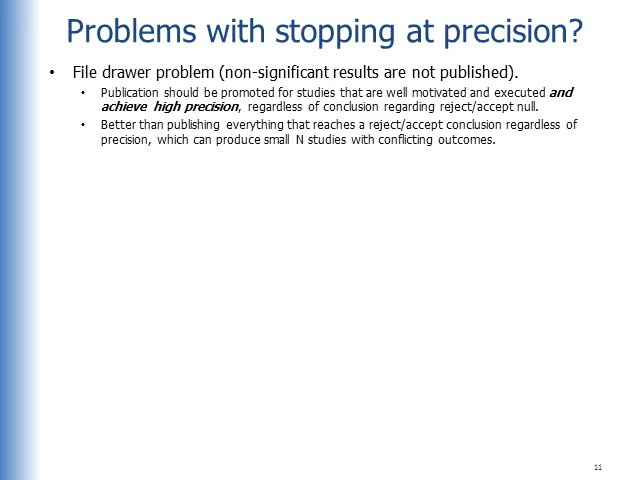 Problems with stopping at precision?
• File drawer problem (non-significant results are not published).
• Publication should be promoted for studies that are well motivated and executed and
achieve high precision, regardless of conclusion regarding reject/accept null.
• Better than publishing everything that reaches a reject/accept conclusion regardless of
precision, which can produce small N studies with conflicting outcomes.
11